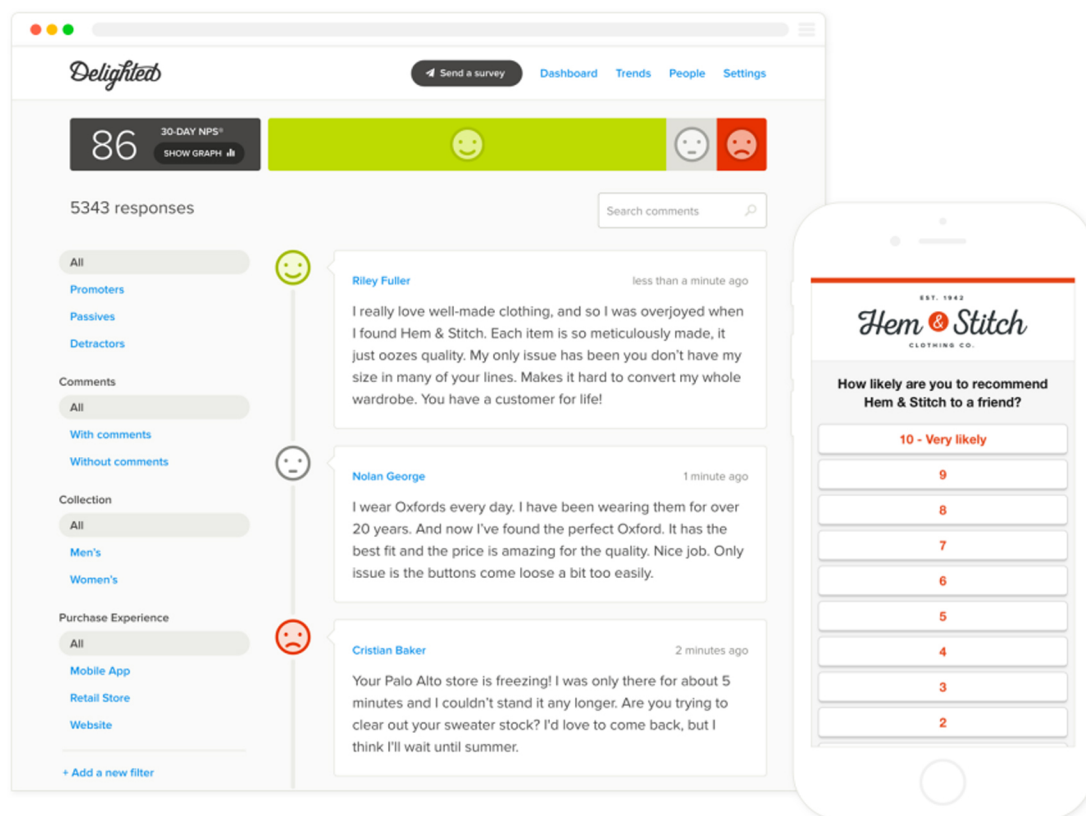 Delighted
Send a survey
Dashboard
Trends
People
Settings
86
30-DAY NPS®
SHOW GRAPH
5343 responses
Search comments
All
Promoters
Passives
Detractors
Comments
All
With comments
Without comments
Collection
All
Men's
Women's
Purchase Experience
All
Mobile App
Retail Store
Website
+ Add a new filter
Riley Fuller
less than a minute ago
I really love well-made clothing, and so I was overjoyed when
I found Hem & Stitch. Each item is so meticulously made, it
just oozes quality. My only issue has been you don't have my
size in many of your lines. Makes it hard to convert my whole
wardrobe. You have a customer for life!
Nolan George
1 minute ago
I wear Oxfords every day. I have been wearing them for over
20 years. And now I've found the perfect Oxford. It has the
best fit and the price is amazing for the quality. Nice job. Only
issue is the buttons come loose a bit too easily.
Cristian Baker
2 minutes ago
Your Palo Alto store is freezing! I was only there for about 5
minutes and I couldn't stand it any longer. Are you trying to
clear out your sweater stock? I'd love to come back, but I
think I'll wait until summer.
EST. 1942
Hem & Stitch
CLOTHING CO.
How likely are you to recommend
Hem & Stitch to a friend?
10 - Very likely
9
8
7
6
5
4
3
2